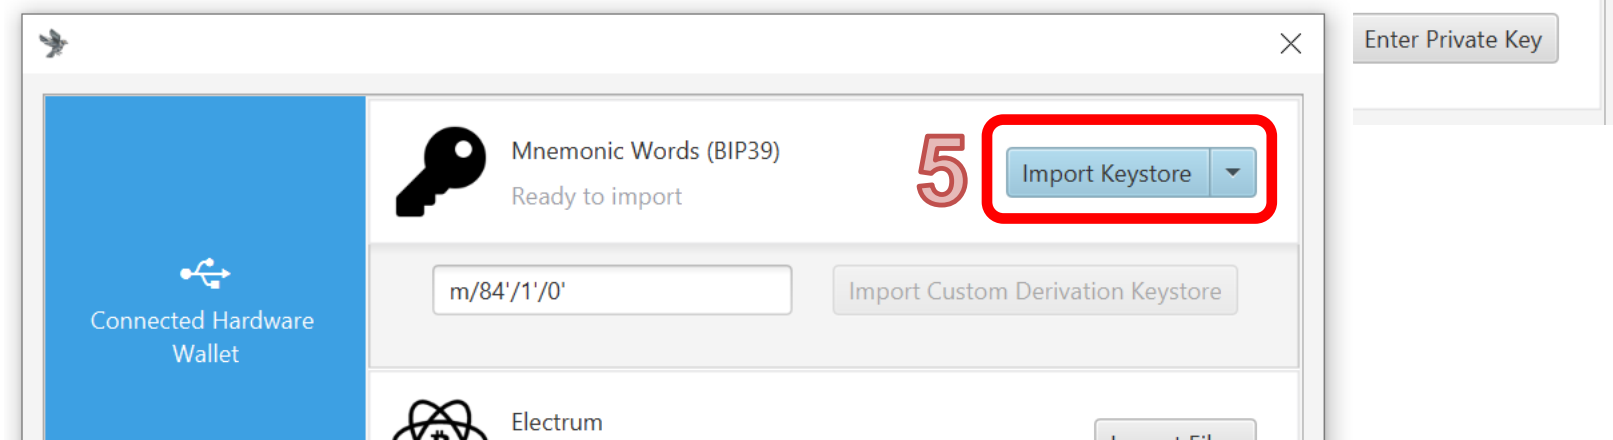 Enter Private Key
Mnemonic Words (BIP39)
Ready to import
5
Import Keystore
m/84'/1'/0'
Import Custom Derivation Keystore
Connected Hardware
Wallet
Electrum